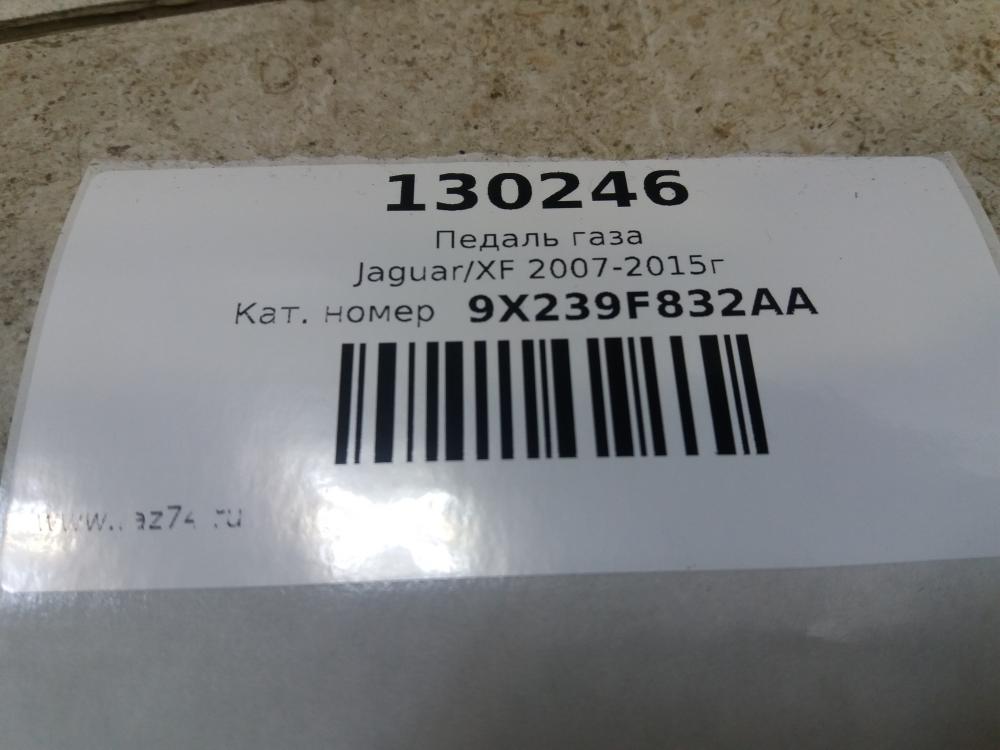 130246
Педаль газа
Jaguar/XF 2007-2015г
Кат. номер 9X239F832AA